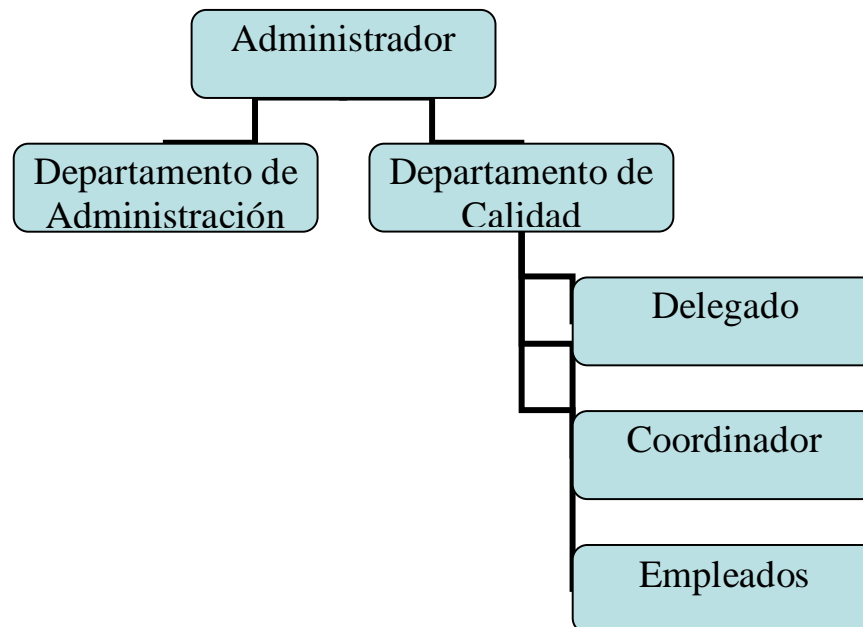 Administrador
Departamento de
Administración
Departamento de
Calidad
Delegado
Coordinador
Empleados